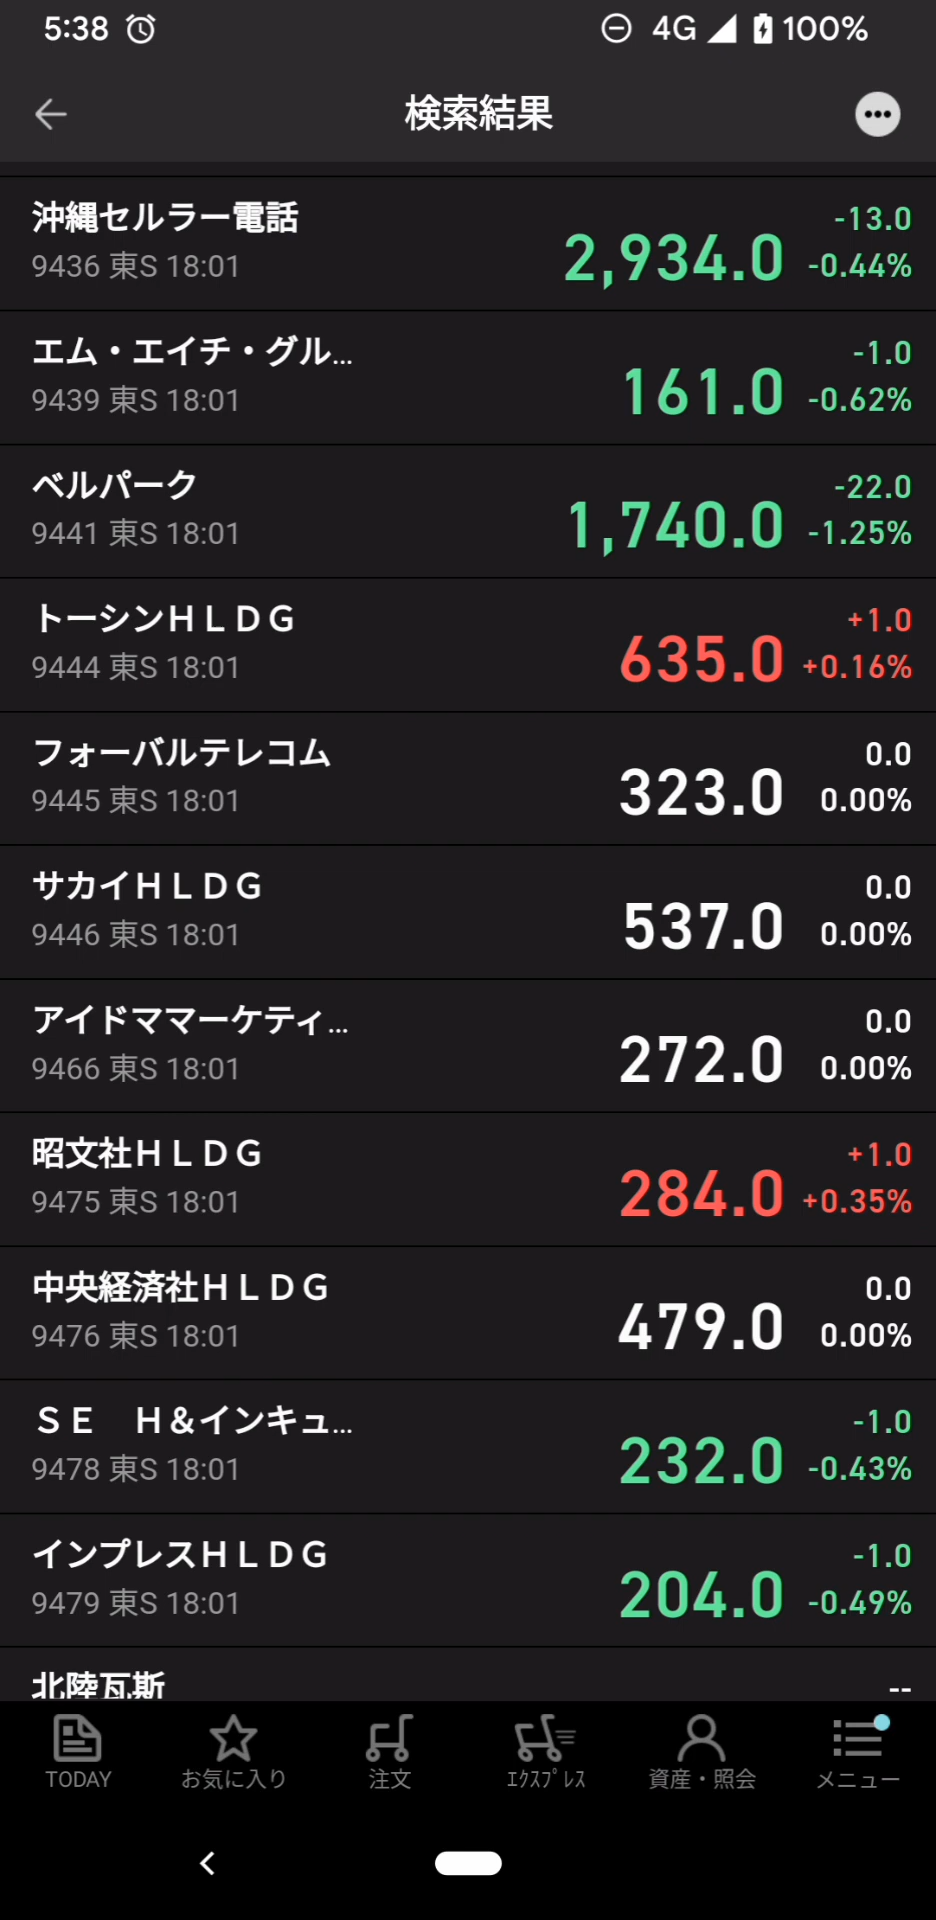 5:38 4G 100%
検索結果
沖縄セルラー電話
9436 東S 18:01
2,934.0
-13.0
-0.44%
エム・エイチ・グル...
9439 東S 18:01
161.0
-1.0
-0.62%
ベルパーク
9441 東S 18:01
1,740.0
-22.0
-1.25%
トーシンＨＬＤＧ
9444 東S 18:01
635.0
+1.0
+0.16%
フォーバルテレコム
9445 東S 18:01
323.0
0.0
0.00%
サカイＨＬＤＧ
9446 東S 18:01
537.0
0.0
0.00%
アイドママーケティ...
9466 東S 18:01
272.0
0.0
0.00%
昭文社ＨＬＤＧ
9475 東S 18:01
284.0
+1.0
+0.35%
中央経済社ＨＬＤＧ
9476 東S 18:01
479.0
0.0
0.00%
ＳＥ　Ｈ＆インキュ...
9478 東S 18:01
232.0
-1.0
-0.43%
インプレスＨＬＤＧ
9479 東S 18:01
204.0
-1.0
-0.49%
北陸瓦斯
--
TODAY お気に入り 注文 ｴｸｽﾌﾟﾚｽ 資産・照会 メニュー